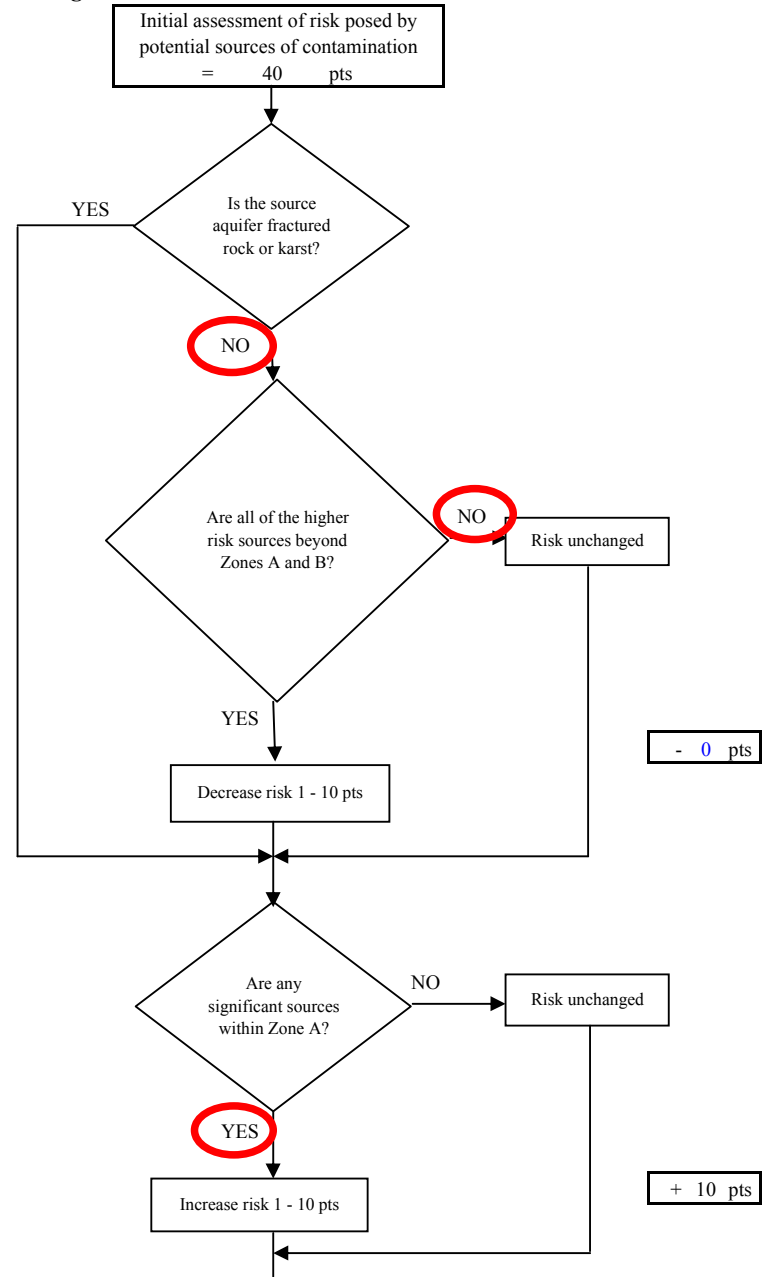 Initial assessment of risk posed by
potential sources of contamination
= 40 pts
YES
Is the source
aquifer fractured
rock or karst?
NO
Are all of the higher
risk sources beyond
Zones A and B?
NO
Risk unchanged
YES
- 0 pts
Decrease risk 1 - 10 pts
Are any
significant sources
within Zone A?
NO
Risk unchanged
YES
+ 10 pts
Increase risk 1 - 10 pts